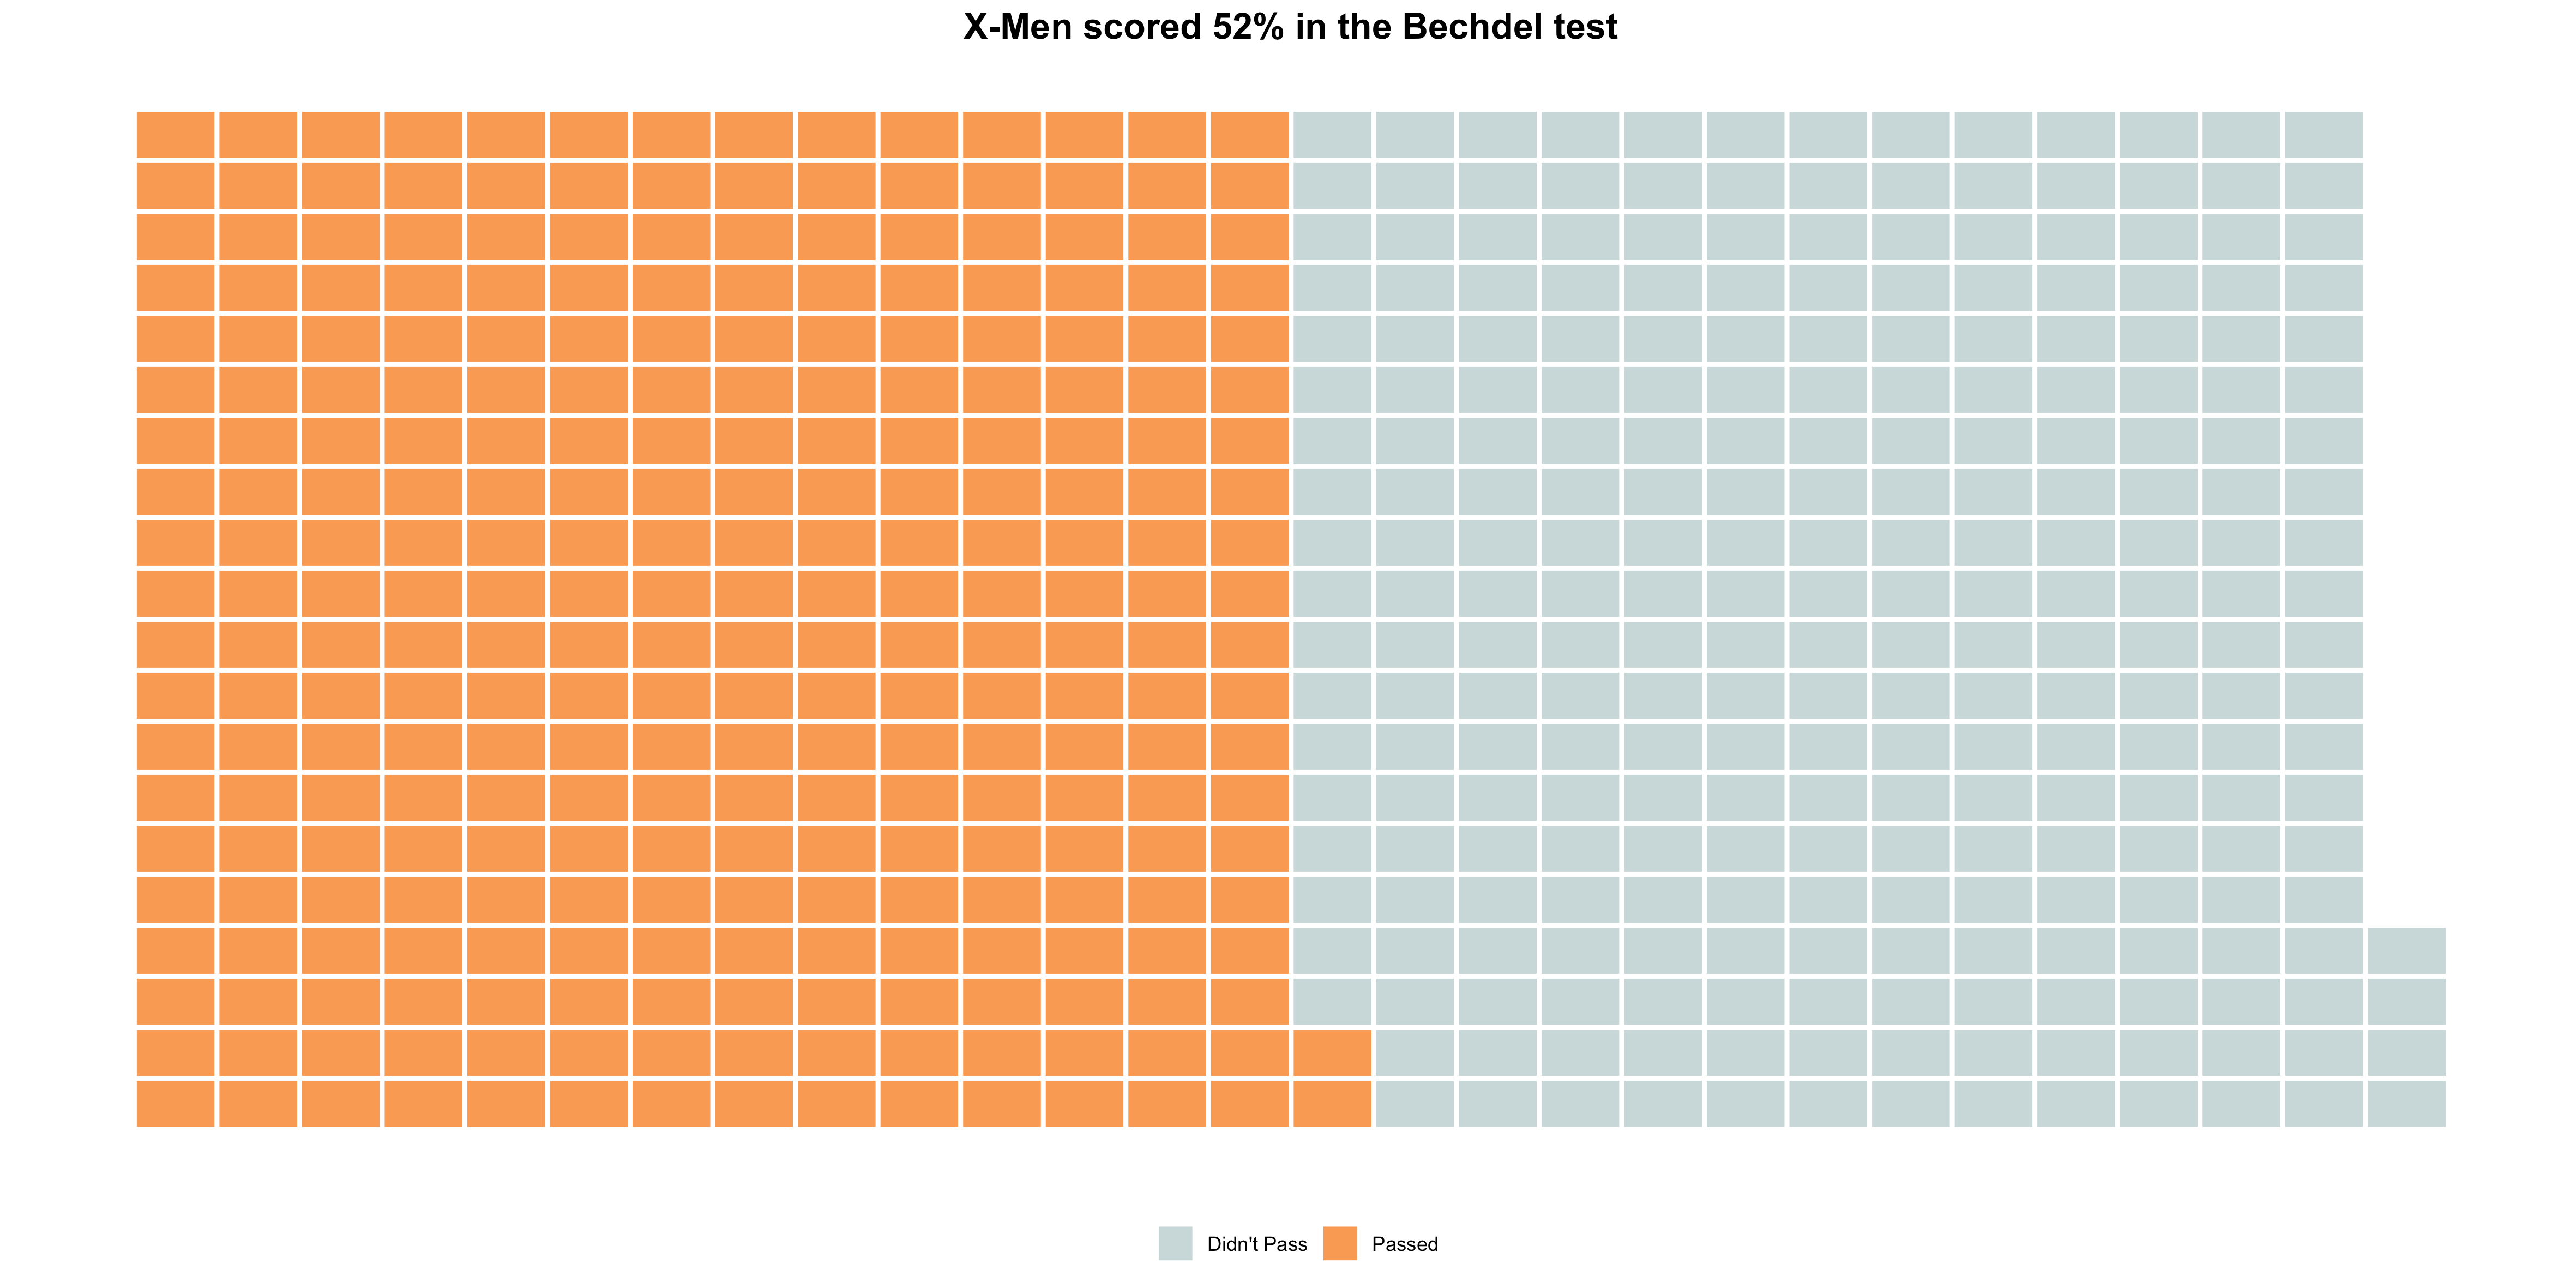 X-Men scored 52% in the Bechdel test
Didn't Pass Passed